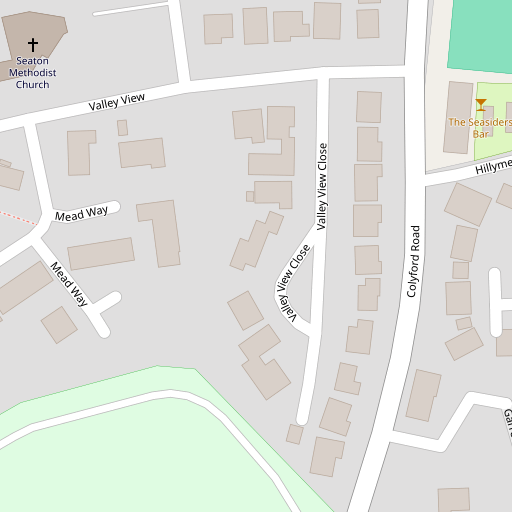 Seaton
Methodist
Church
Valley View
The Seasiders
Bar
Valley View Close
Mead Way
Colyford Road
Valley View Close
Mead Way